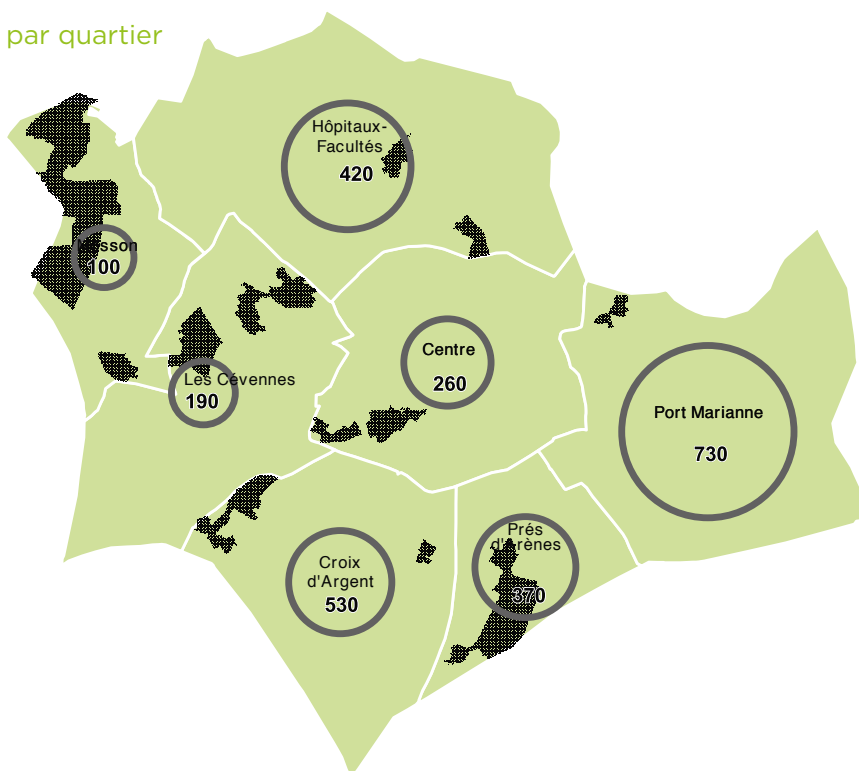 par quartier
Hôpitaux-
Facultés
420
Mosson
100
Les Cévennes
190
Centre
260
Port Marianne
730
Croix
d'Argent
530
Prés
d'Arènes
370